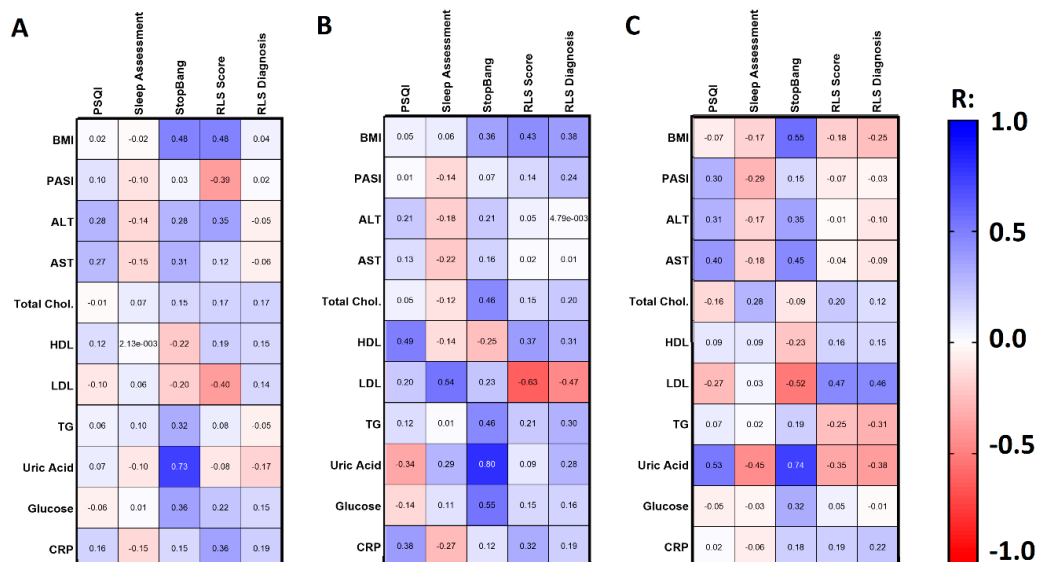 A
PSQI Sleep Assessment StopBang RLS Score RLS Diagnosis
BMI 0.02 -0.02 0.48 0.48 0.04
PASI 0.10 -0.10 0.03 -0.39 0.02
ALT 0.28 -0.14 0.28 0.35 -0.05
AST 0.27 -0.15 0.31 0.12 -0.06
Total Chol. -0.01 0.07 0.15 0.17 0.17
HDL 0.12 2.13e-003 -0.22 0.19 0.15
LDL -0.10 0.06 -0.20 -0.40 0.14
TG 0.06 0.10 0.32 0.08 -0.05
Uric Acid 0.07 -0.10 0.73 -0.08 -0.17
Glucose -0.06 0.01 0.36 0.22 0.15
CRP 0.16 -0.15 0.15 0.36 0.19
B
PSQI Sleep Assessment StopBang RLS Score RLS Diagnosis
BMI 0.05 0.06 0.36 0.43 0.38
PASI 0.01 -0.14 0.07 0.14 0.24
ALT 0.21 -0.18 0.21 0.05 4.79e-003
AST 0.13 -0.22 0.16 0.02 0.01
Total Chol. 0.05 -0.12 0.46 0.15 0.20
HDL 0.49 -0.14 -0.25 0.37 0.31
LDL 0.20 0.54 0.23 -0.63 -0.47
TG 0.12 0.01 0.46 0.21 0.30
Uric Acid -0.34 0.29 0.80 0.09 0.28
Glucose -0.14 0.11 0.55 0.15 0.16
CRP 0.38 -0.27 0.12 0.32 0.19
C
PSQI Sleep Assessment StopBang RLS Score RLS Diagnosis
BMI -0.07 -0.17 0.55 -0.18 -0.25
PASI 0.30 -0.29 0.15 -0.07 -0.03
ALT 0.31 -0.17 0.35 -0.01 -0.10
AST 0.40 -0.18 0.45 -0.04 -0.09
Total Chol. -0.16 0.28 -0.09 0.20 0.12
HDL 0.09 0.09 -0.23 0.16 0.15
LDL -0.27 0.03 -0.52 0.47 0.46
TG 0.07 0.02 0.19 -0.25 -0.31
Uric Acid 0.53 -0.45 0.74 -0.35 -0.38
Glucose -0.05 -0.03 0.32 0.05 -0.01
CRP 0.02 -0.06 0.18 0.19 0.22
R:
1.0
0.5
0.0
-0.5
-1.0